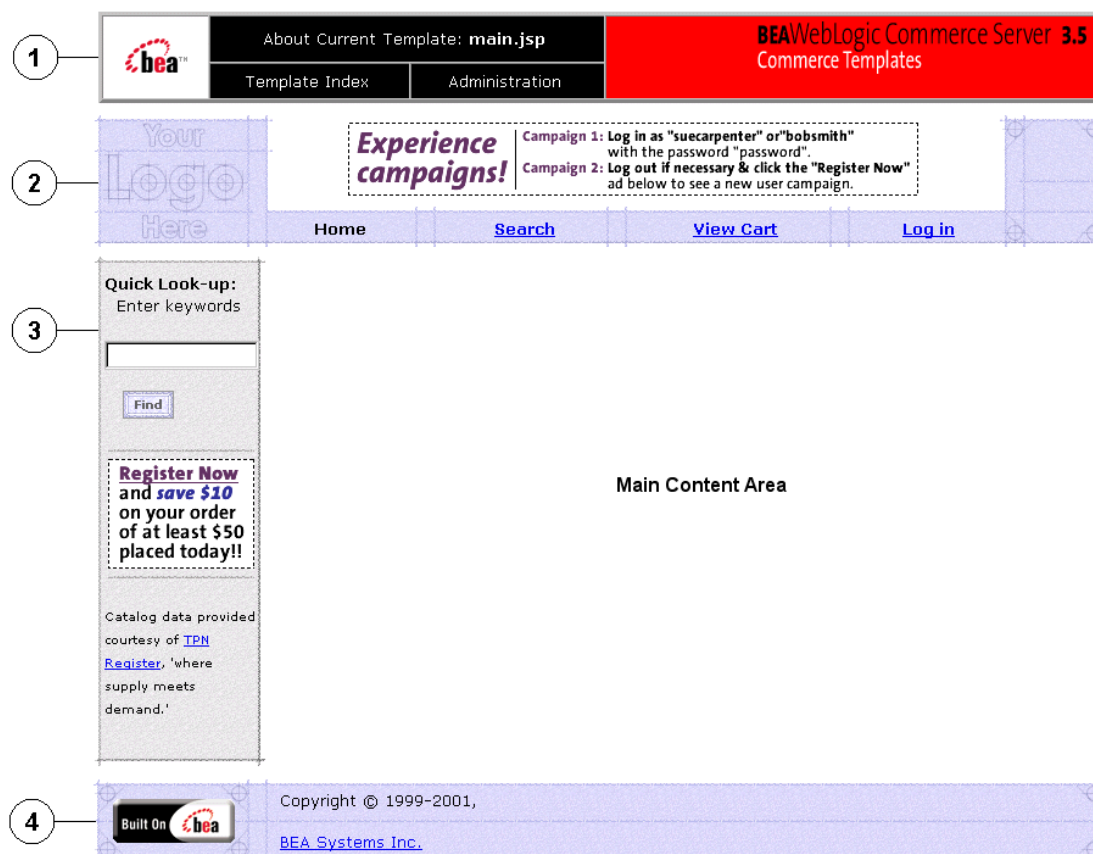 1
bea™
About Current Template: main.jsp
Template Index
Administration
BEAWebLogic Commerce Server 3.5
Commerce Templates
2
Your
Logo
Here
Experience
campaigns!
Campaign 1: Log in as "suecarpenter" or"bobsmith"
with the password "password".
Campaign 2: Log out if necessary & click the "Register Now"
ad below to see a new user campaign.
Home
Search
View Cart
Log in
3
Quick Look-up:
Enter keywords
Find
Register Now
and save $10
on your order
of at least $50
placed today!!
Catalog data provided
courtesy of TPN
Register, 'where
supply meets
demand.'
Main Content Area
4
Built On bea
Copyright © 1999-2001,
BEA Systems Inc.